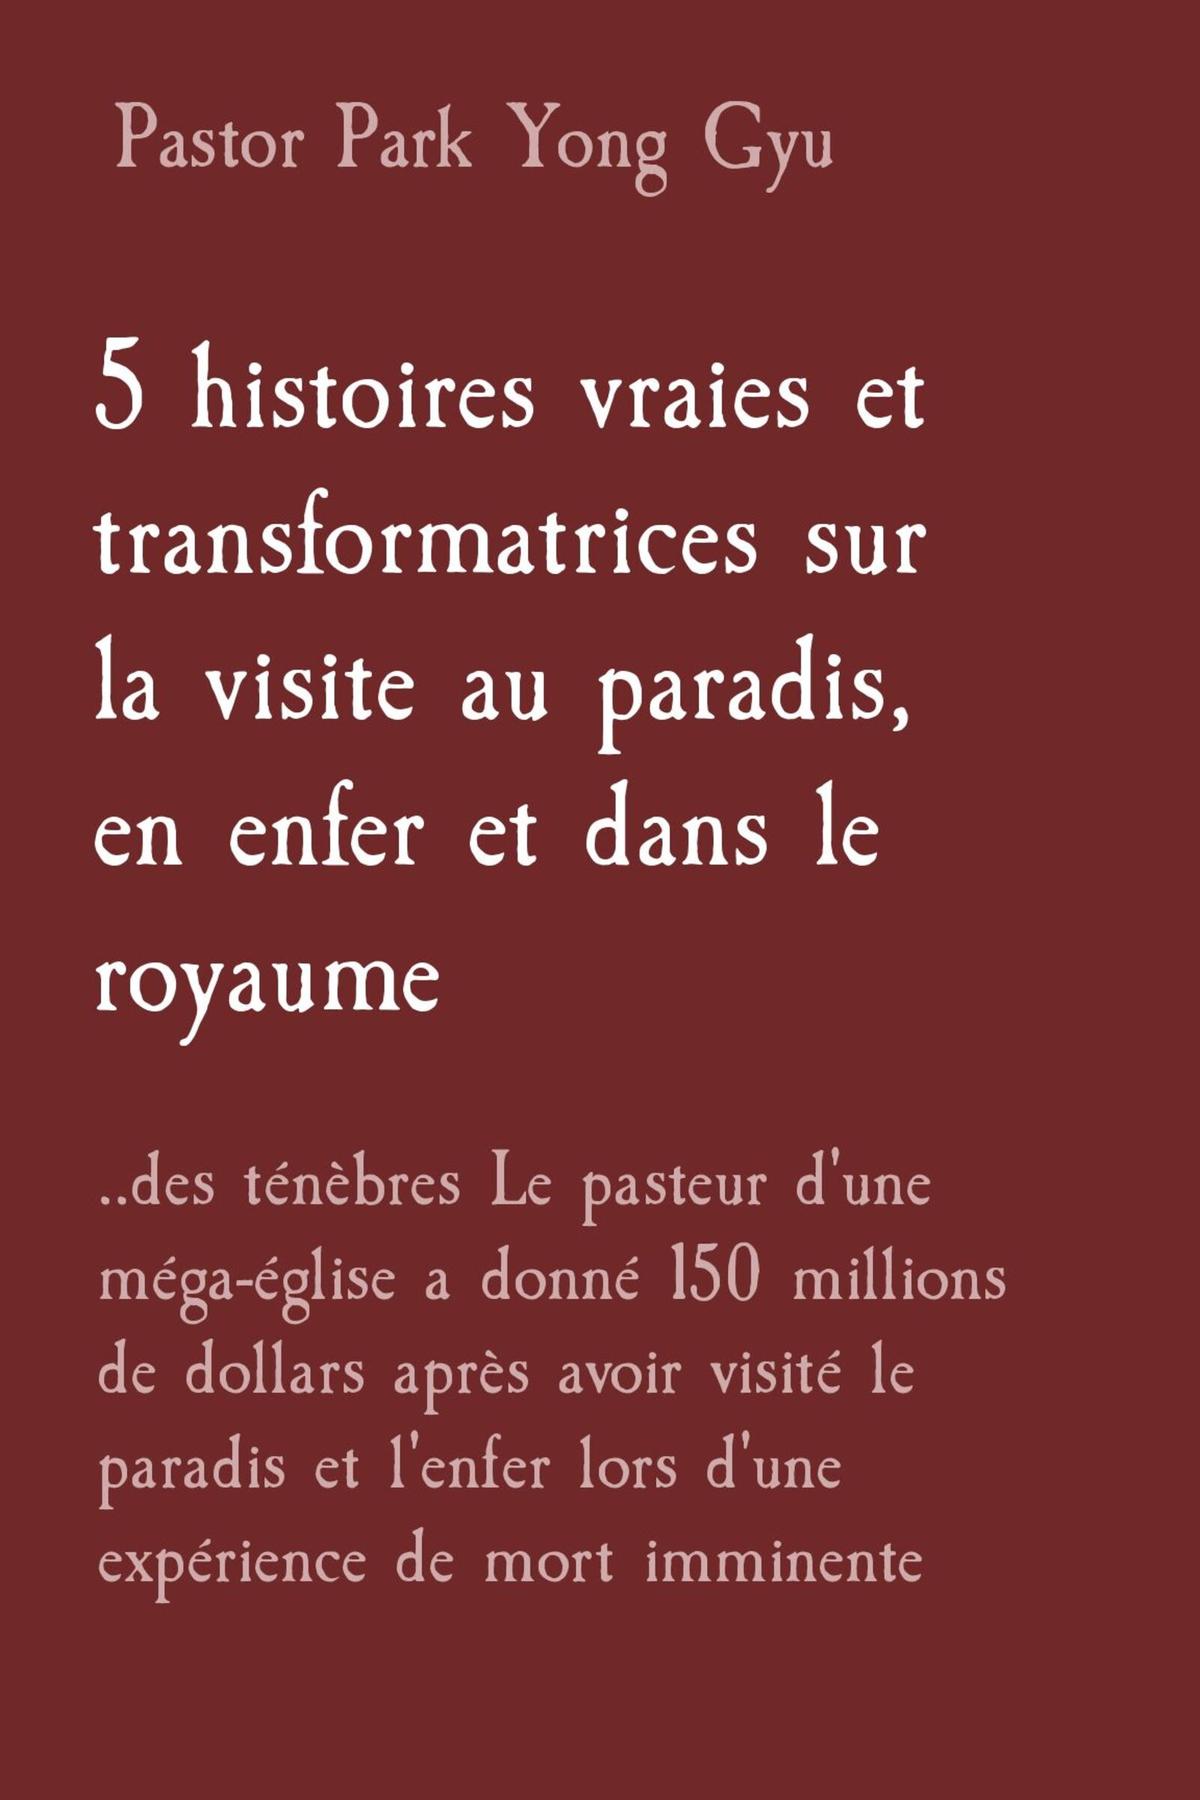 Pastor Park Yong Gyu
5 histoires vraies et
transformatrices sur
la visite au paradis,
en enfer et dans le
royaume
..des ténèbres Le pasteur d'une
méga-église a donné 150 millions
de dollars après avoir visité le
paradis et l'enfer lors d'une
expérience de mort imminente